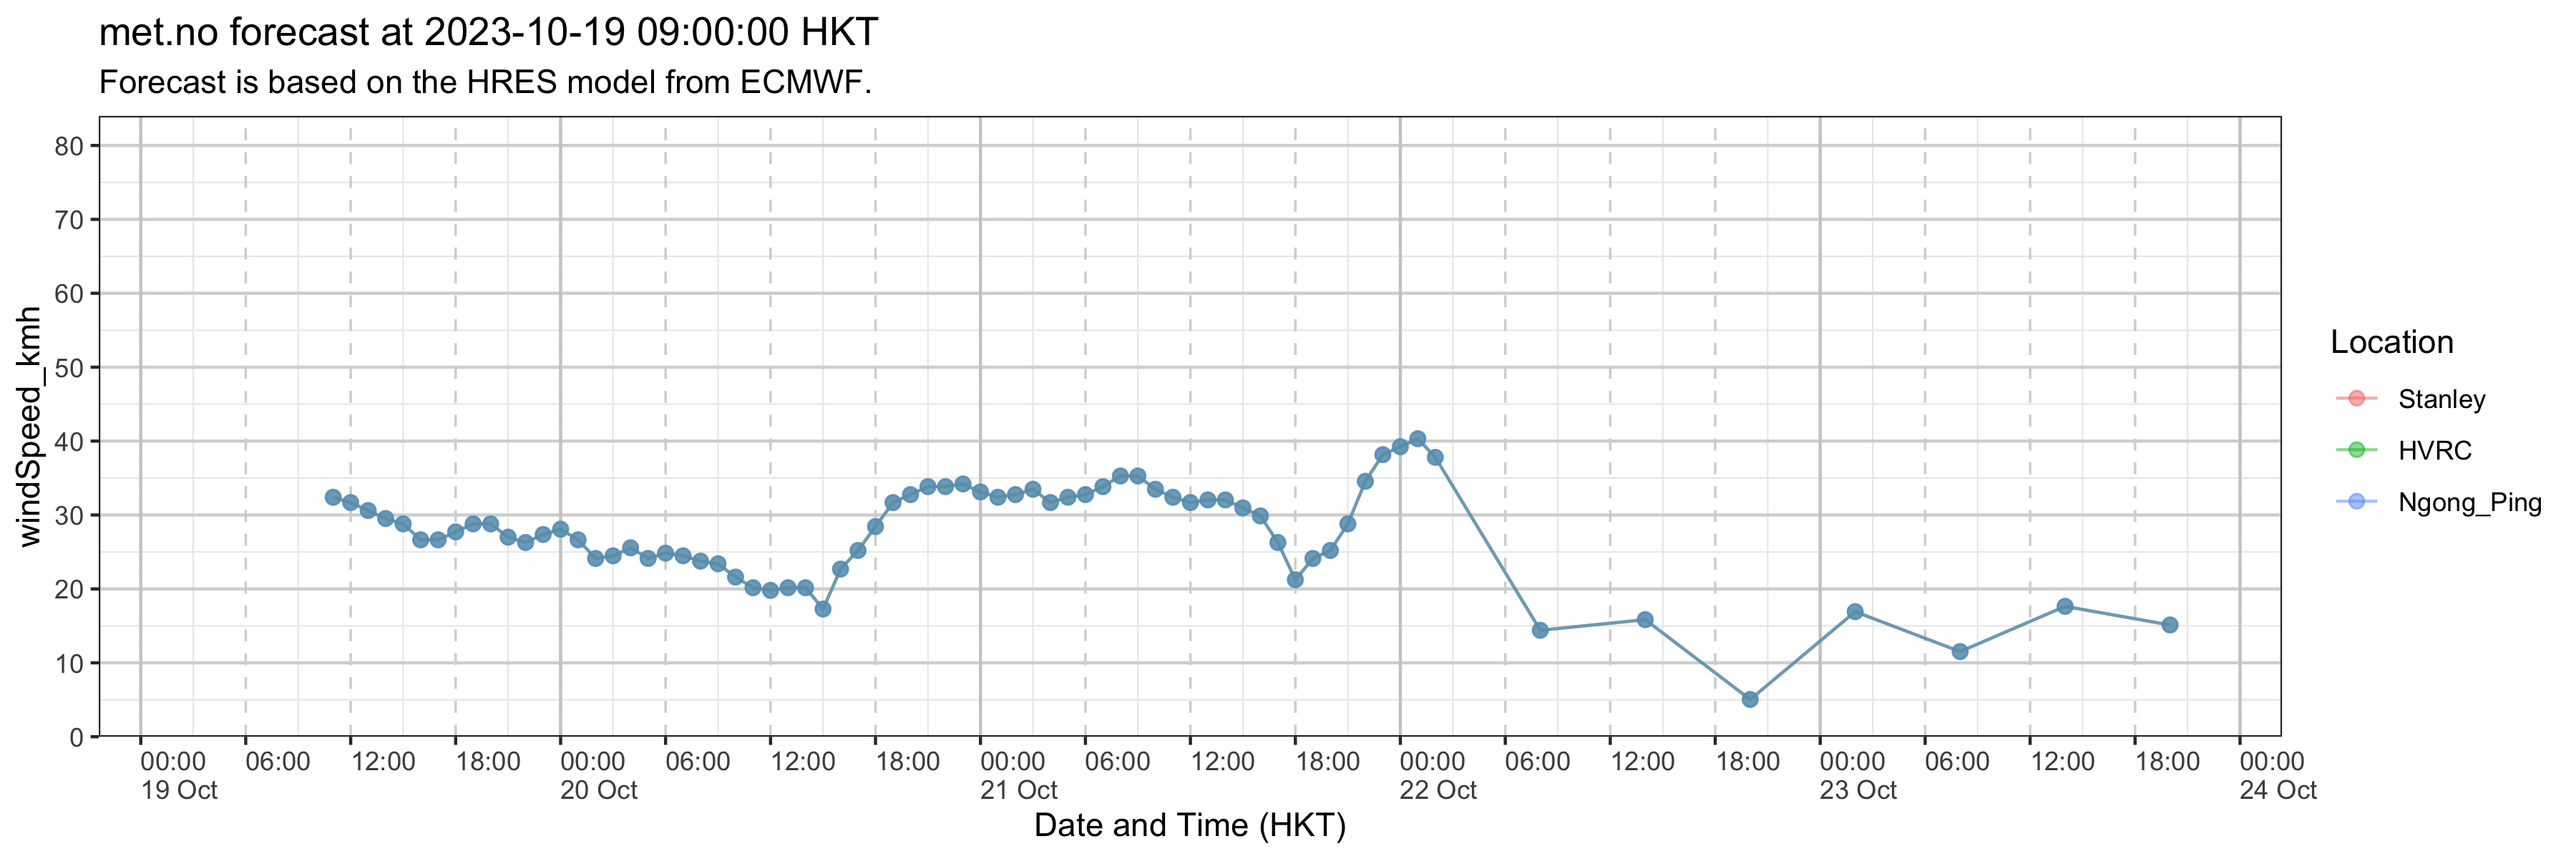 met.no forecast at 2023-10-19 09:00:00 HKT
Forecast is based on the HRES model from ECMWF.
windSpeed_kmh
80
70
60
50
40
30
20
10
0
00:00 06:00 12:00 18:00 00:00 06:00 12:00 18:00 00:00 06:00 12:00 18:00 00:00 06:00 12:00 18:00 00:00 06:00 12:00 18:00 00:00
19 Oct 20 Oct 21 Oct 22 Oct 23 Oct 24 Oct
Date and Time (HKT)
Location
Stanley
HVRC
Ngong_Ping